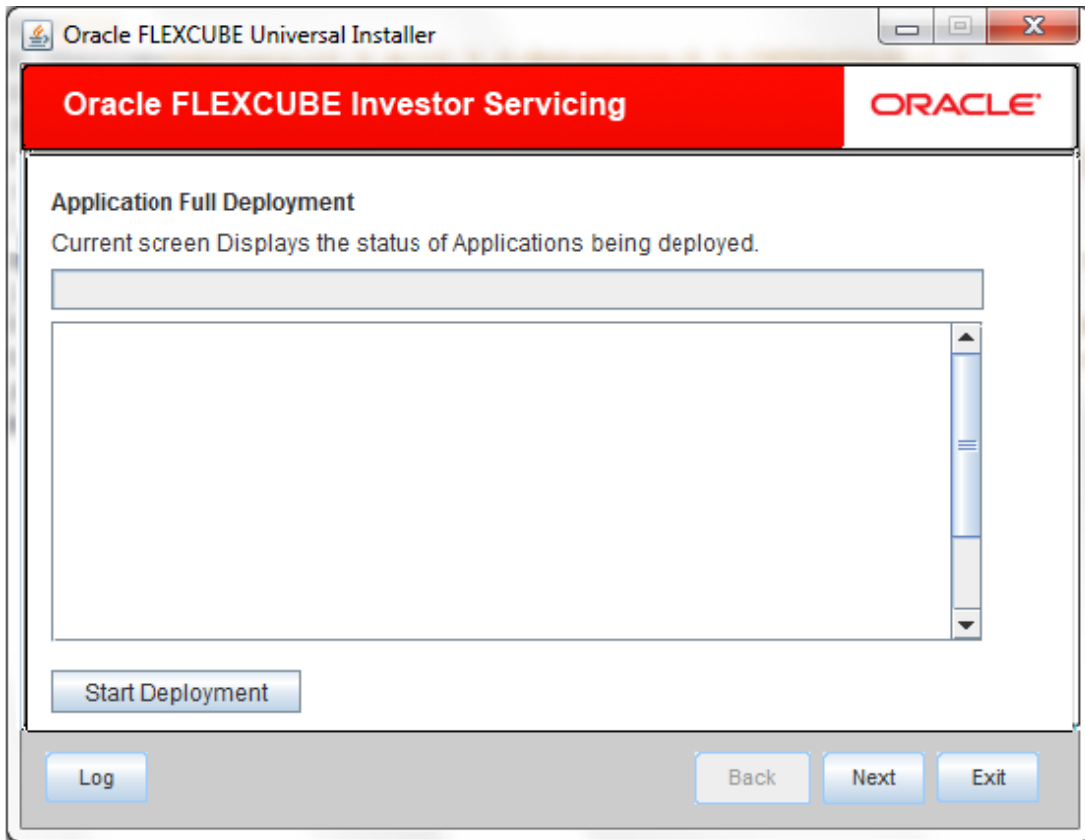 Oracle FLEXCUBE Universal Installer
Oracle FLEXCUBE Investor Servicing
ORACLE
Application Full Deployment
Current screen Displays the status of Applications being deployed.
Start Deployment
Log
Back
Next
Exit